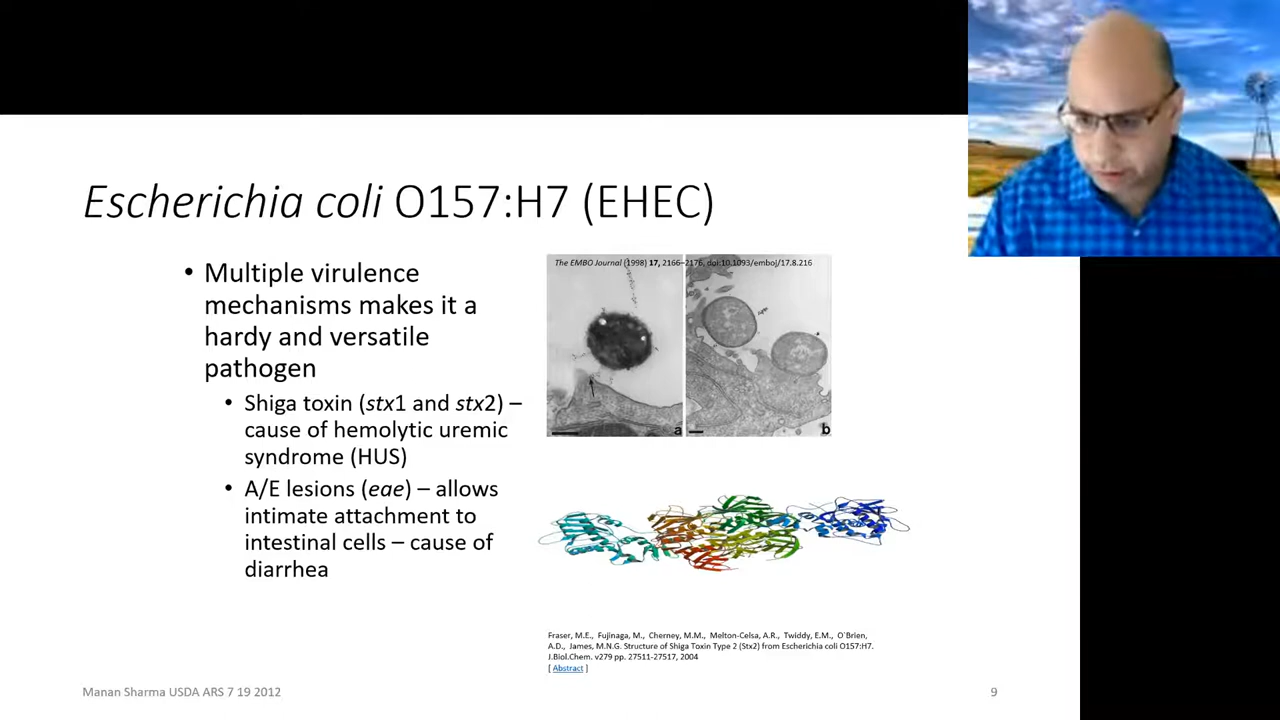 Escherichia coli O157:H7 (EHEC)
• Multiple virulence
mechanisms makes it a
hardy and versatile
pathogen
• Shiga toxin (stx1 and stx2) –
cause of hemolytic uremic
syndrome (HUS)
• A/E lesions (eae) – allows
intimate attachment to
intestinal cells – cause of
diarrhea
The EMBO Journal (1998) 17, 2166–2176, doi:10.1093/emboj/17.8.216
a
b
Fraser, M.E., Fujinaga, M., Cherney, M.M., Melton-Celsa, A.R., Twiddy, E.M., O`Brien,
A.D., James, M.N.G. Structure of Shiga Toxin Type 2 (Stx2) from Escherichia coli O157:H7.
J.Biol.Chem. v279 pp. 27511-27517, 2004
[ Abstract ]
Manan Sharma USDA ARS 7 19 2012
9